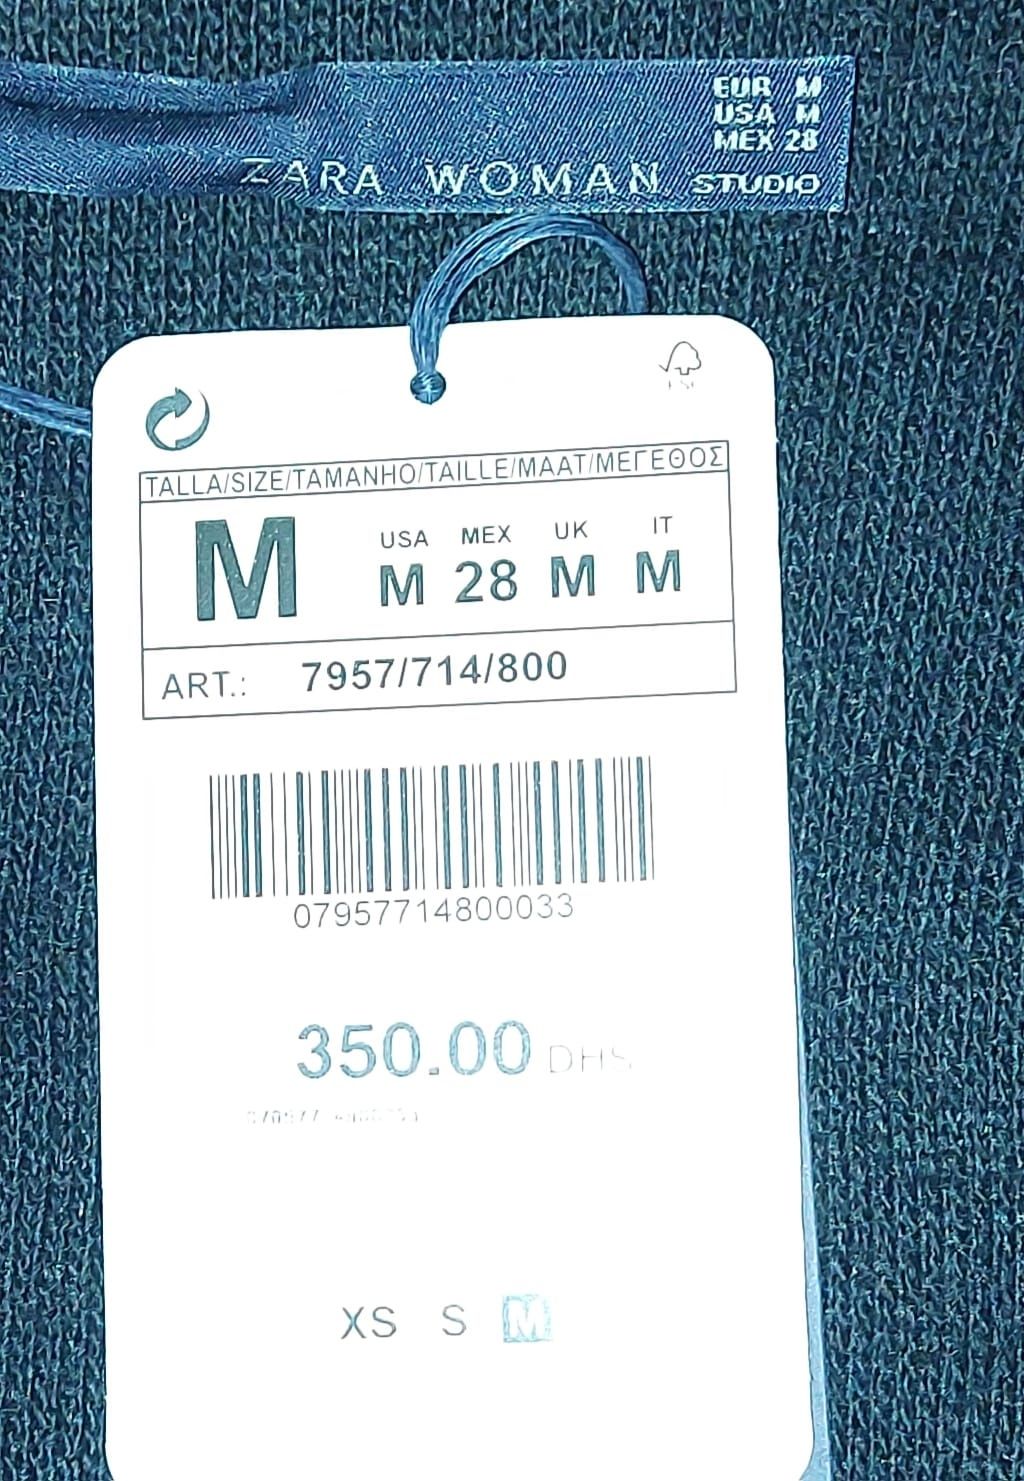 EUR M
USA M
MEX 28
ZARA WOMAN STUDIO
FSC
TALLA/SIZE/TAMANHO/TAILLE/MAAT/ΜΕΓΕΘΟΣ
USA MEX UK IT
M M 28 M M
ART.: 7957/714/800
07957714800033
350.00 DHS
XS S M